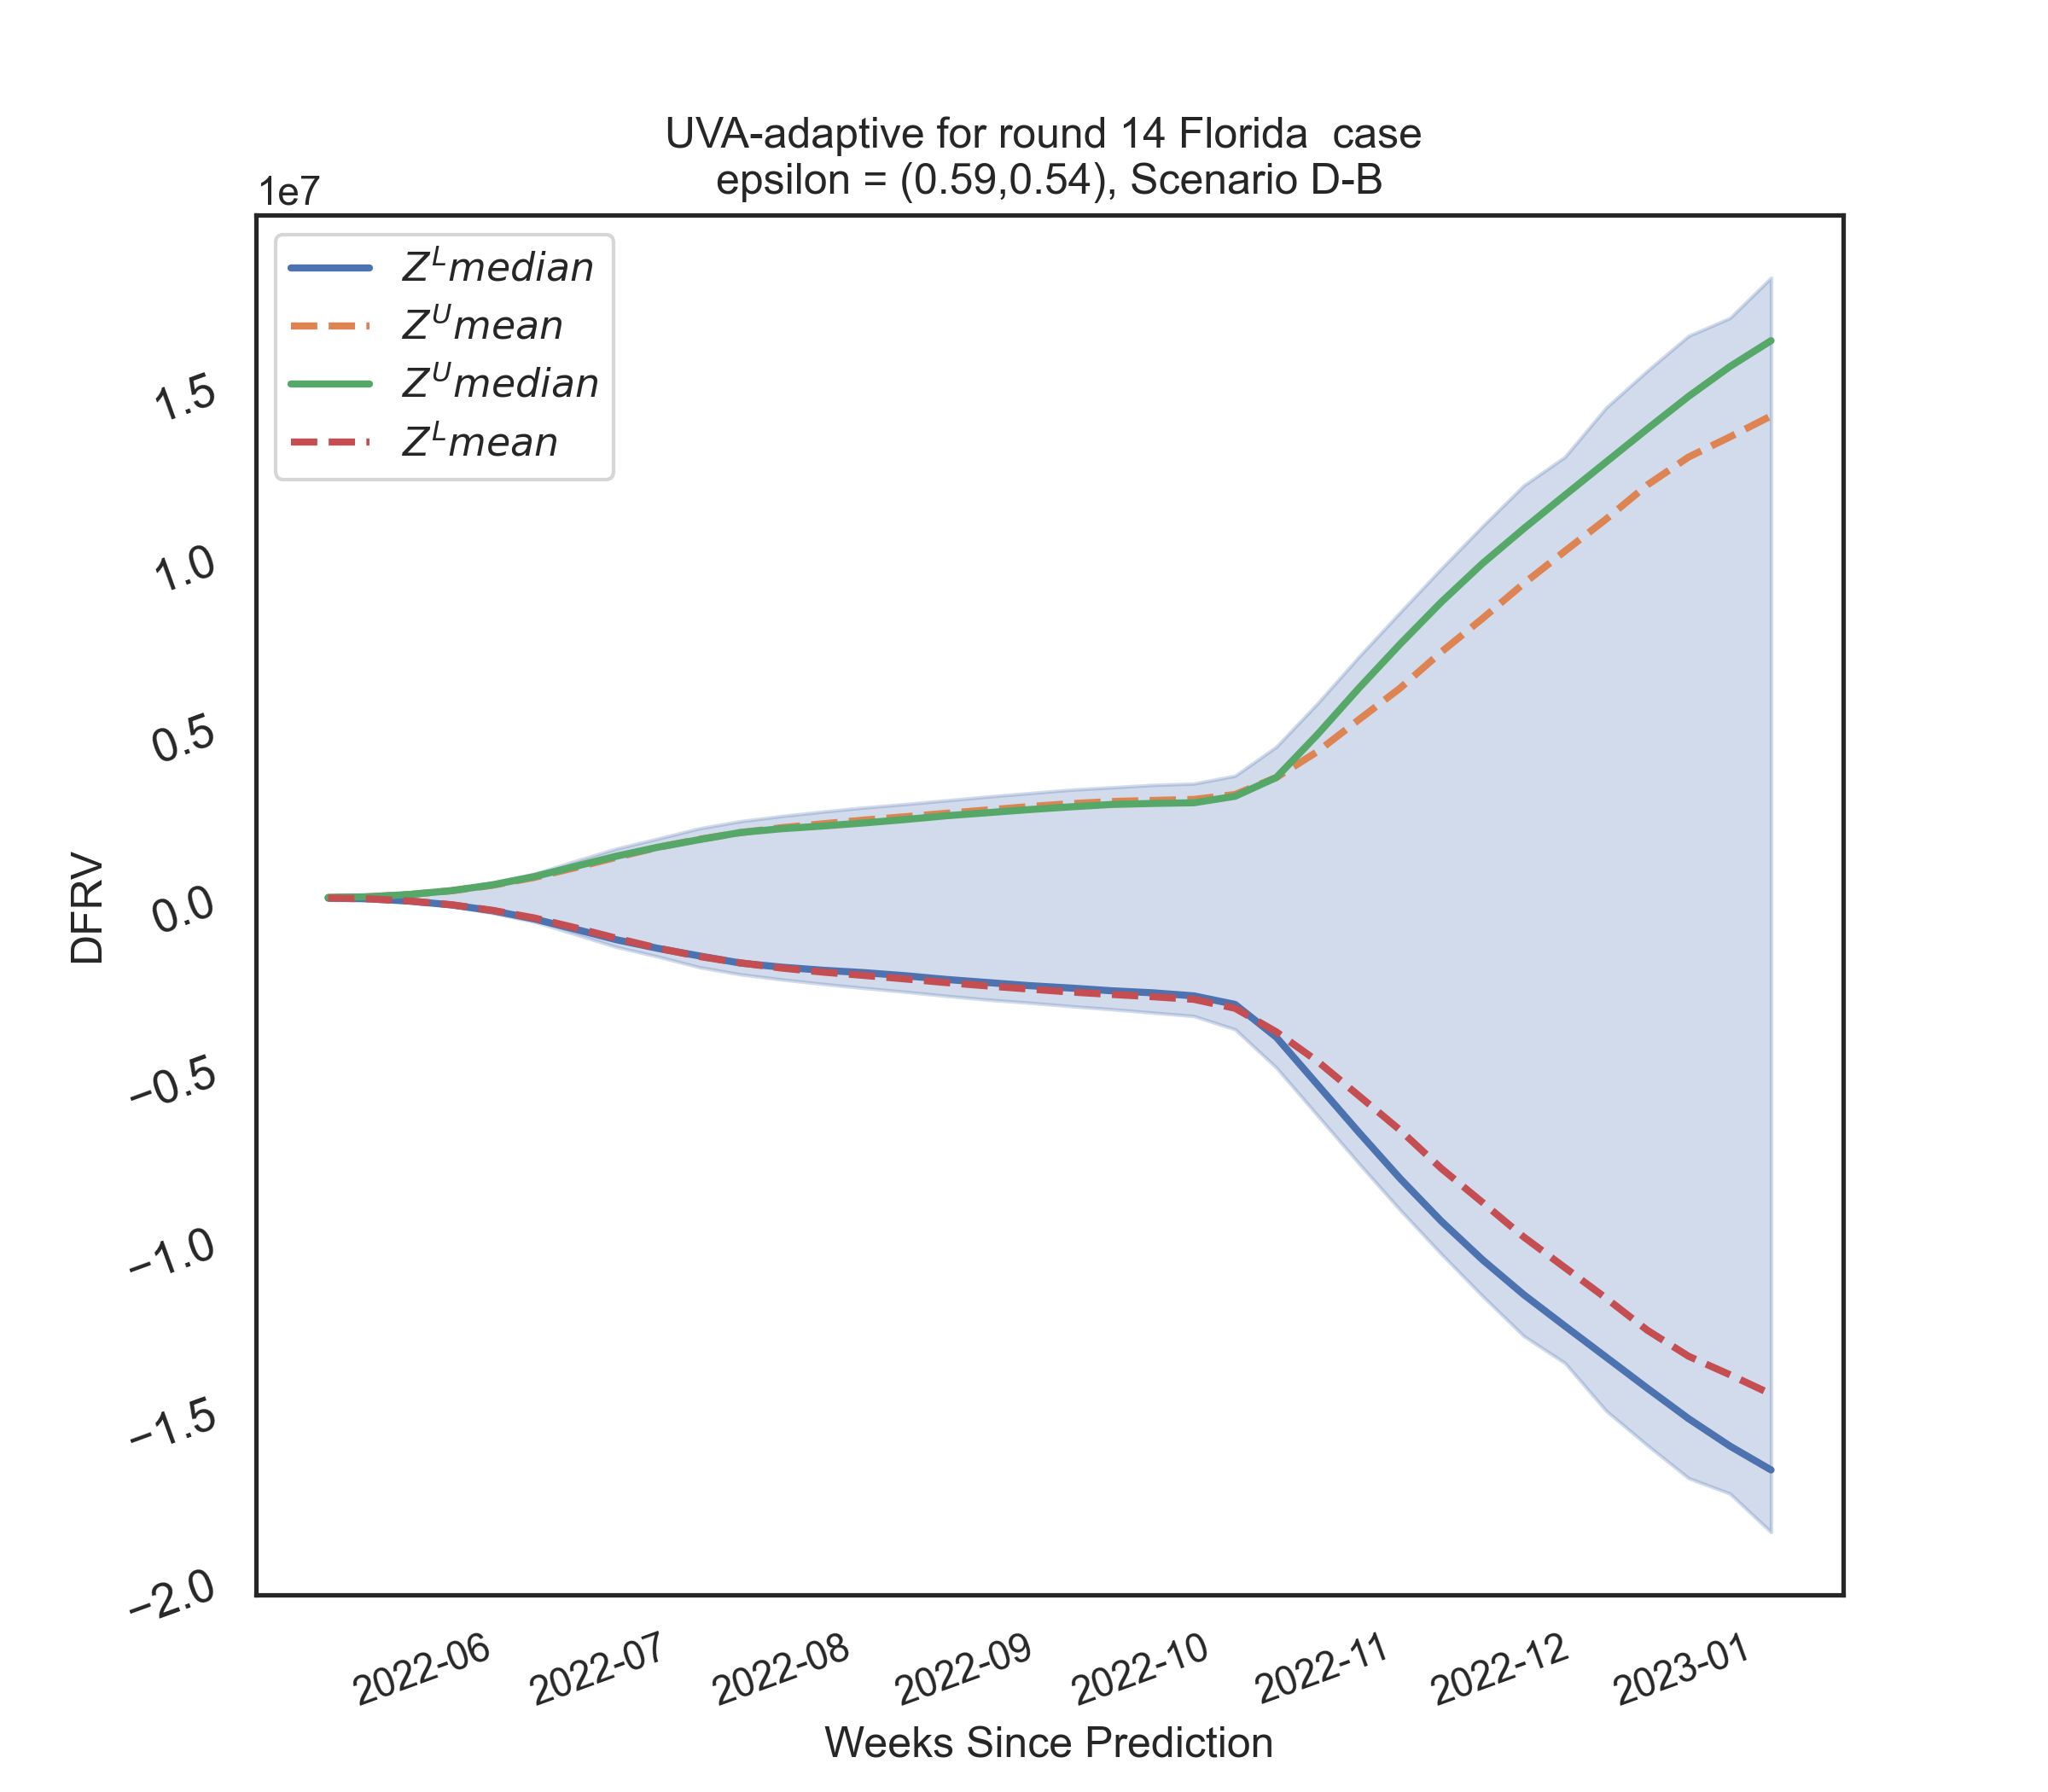 UVA-adaptive for round 14 Florida  case
epsilon = (0.59,0.54), Scenario D-B
1e7
Z^L median
Z^U mean
Z^U median
Z^L mean
1.5
1.0
0.5
0.0
−0.5
−1.0
−1.5
−2.0
DFRV
2022-06
2022-07
2022-08
2022-09
2022-10
2022-11
2022-12
2023-01
Weeks Since Prediction